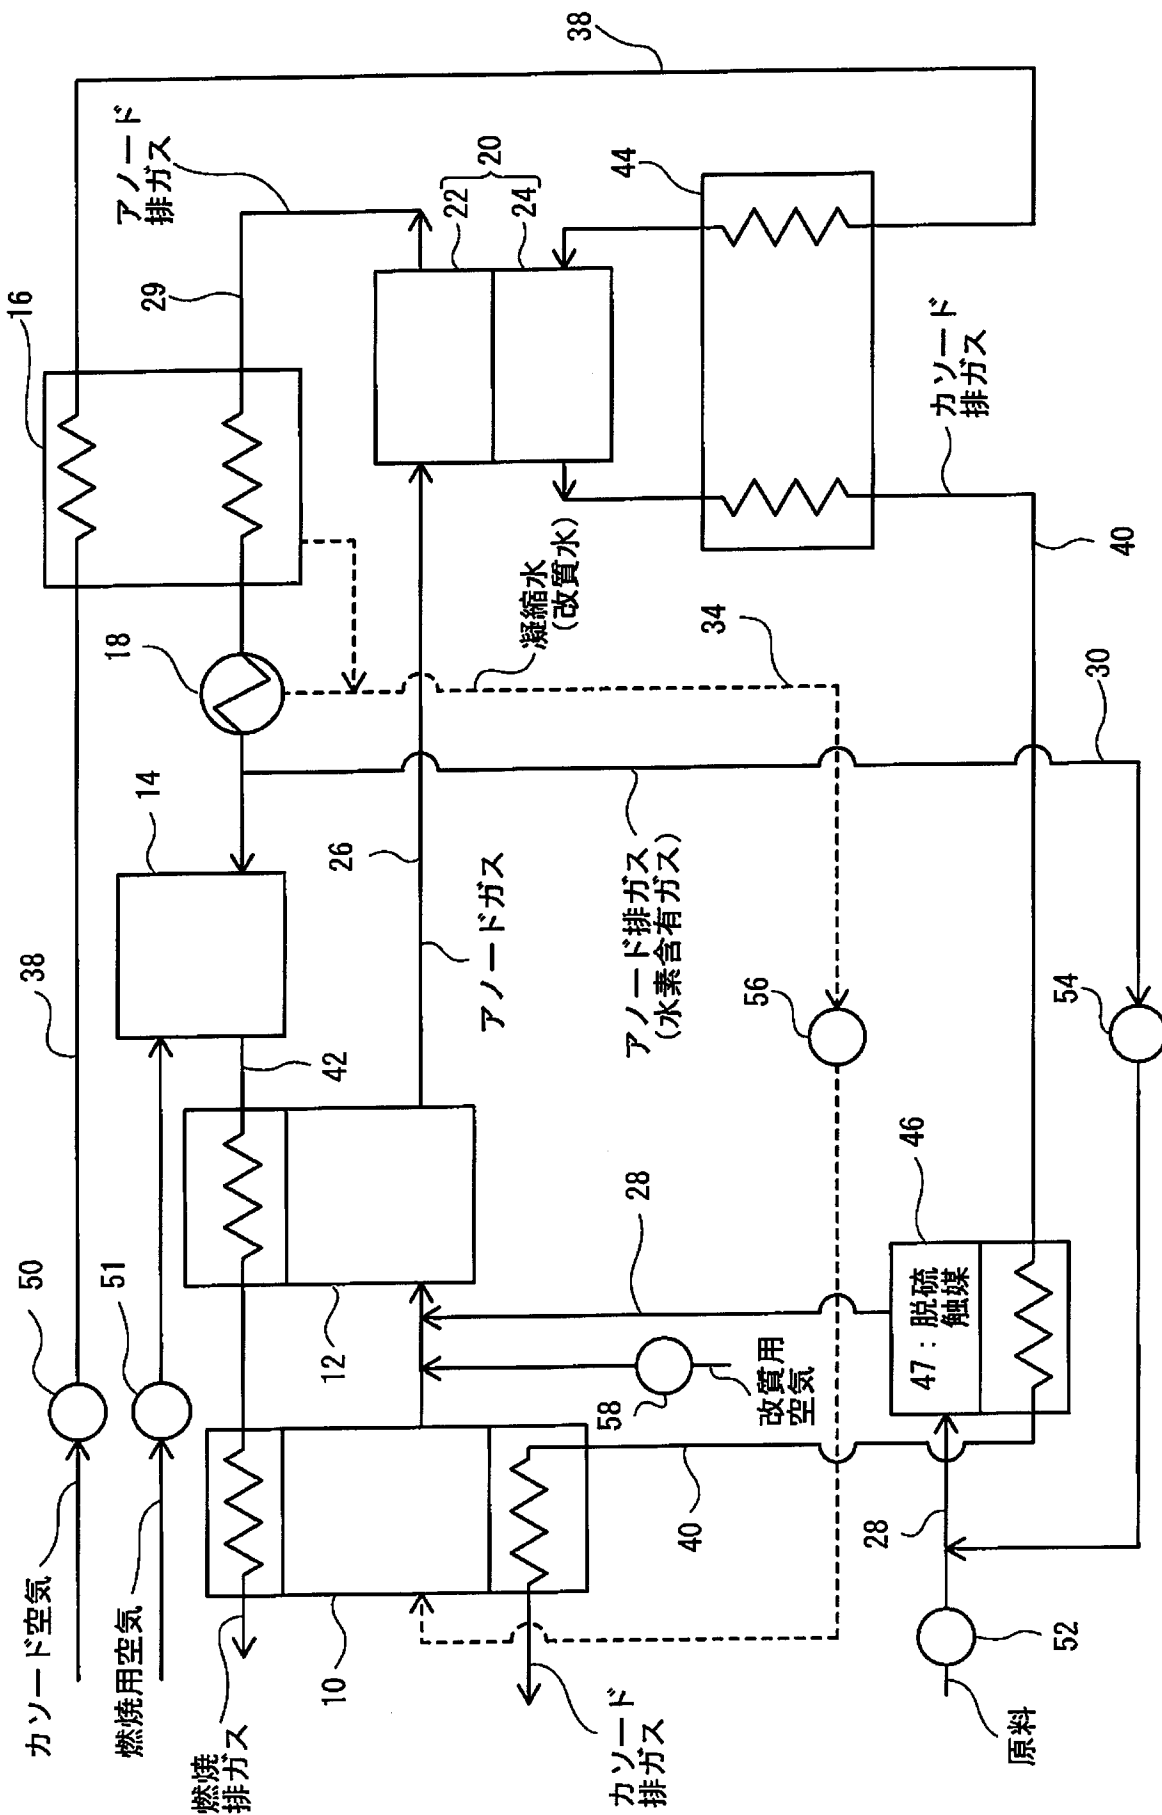 カソード空気
50
38
16
燃焼用空気
51
14
18
29
アノード
排ガス
38
燃焼
排ガス
10
12
42
26
アノードガス
22
24
20
凝縮水
(改質水)
44
カソード
排ガス
40
58
改質用
空気
28
アノード排ガス
(水素含有ガス)
56
34
28
47：脱硫
触媒
46
カソード
排ガス
原料
52
54
30
40